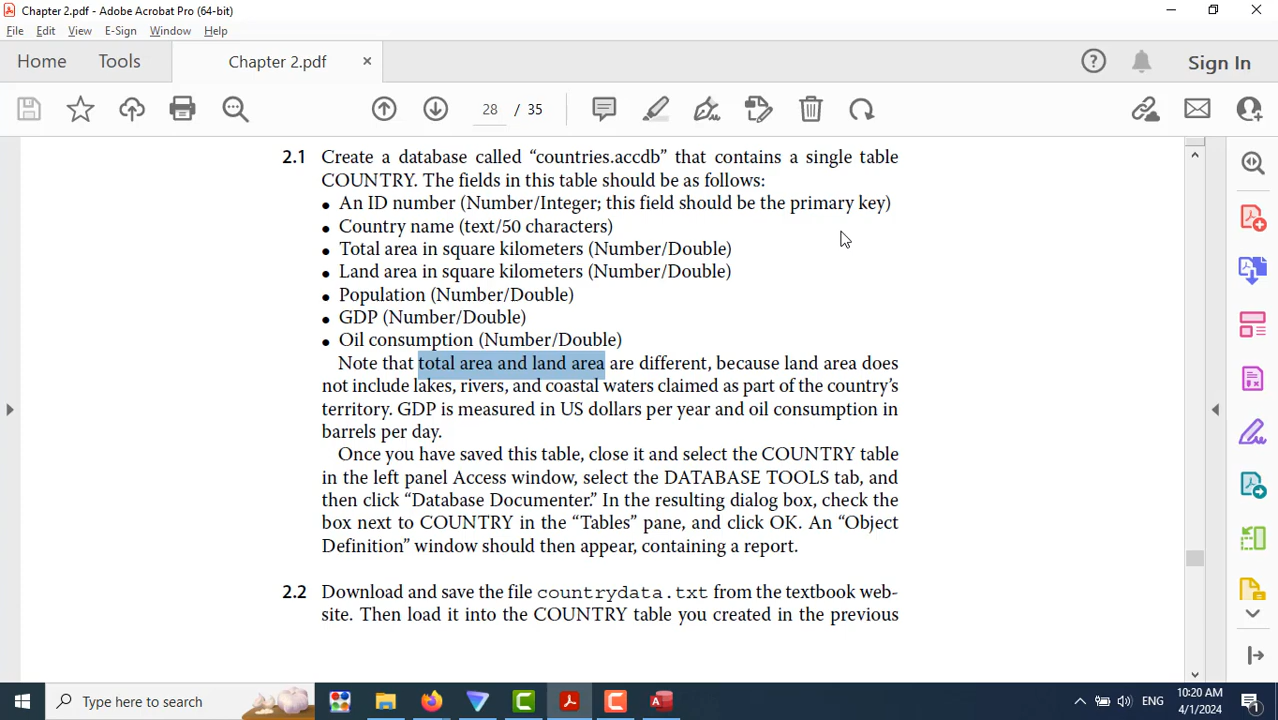 Chapter 2.pdf - Adobe Acrobat Pro (64-bit)
File Edit View E-Sign Window Help
Home Tools Chapter 2.pdf × Sign In
28 / 35
2.1 Create a database called “countries.accdb” that contains a single table
COUNTRY. The fields in this table should be as follows:
• An ID number (Number/Integer; this field should be the primary key)
• Country name (text/50 characters)
• Total area in square kilometers (Number/Double)
• Land area in square kilometers (Number/Double)
• Population (Number/Double)
• GDP (Number/Double)
• Oil consumption (Number/Double)
Note that total area and land area are different, because land area does
not include lakes, rivers, and coastal waters claimed as part of the country’s
territory. GDP is measured in US dollars per year and oil consumption in
barrels per day.
Once you have saved this table, close it and select the COUNTRY table
in the left panel Access window, select the DATABASE TOOLS tab, and
then click “Database Documenter.” In the resulting dialog box, check the
box next to COUNTRY in the “Tables” pane, and click OK. An “Object
Definition” window should then appear, containing a report.
2.2 Download and save the file countrydata.txt from the textbook web-
site. Then load it into the COUNTRY table you created in the previous
Type here to search
ENG
10:20 AM
4/1/2024
1